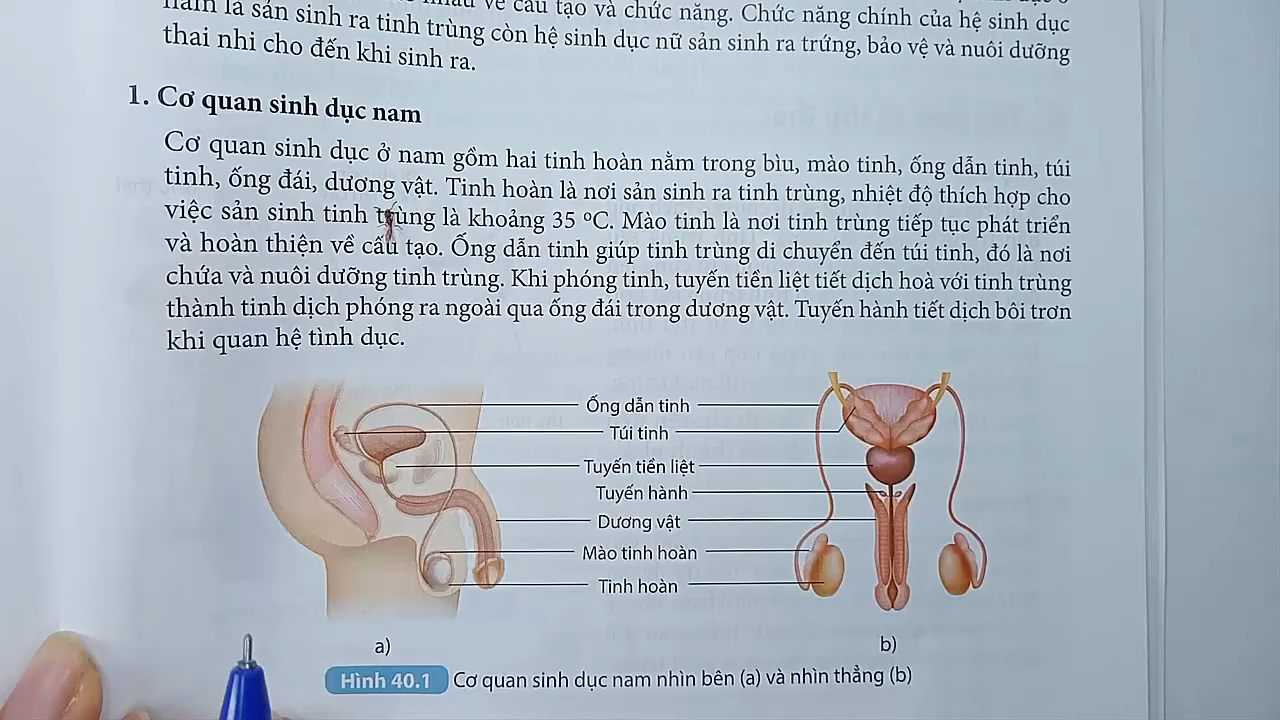 về cấu tạo và chức năng. Chức năng chính của hệ sinh dục
nam là sản sinh ra tinh trùng còn hệ sinh dục nữ sản sinh ra trứng, bảo vệ và nuôi dưỡng
thai nhi cho đến khi sinh ra.
1. Cơ quan sinh dục nam
Cơ quan sinh dục ở nam gồm hai tinh hoàn nằm trong bìu, mào tinh, ống dẫn tinh, túi
tinh, ống đái, dương vật. Tinh hoàn là nơi sản sinh ra tinh trùng, nhiệt độ thích hợp cho
việc sản sinh tinh trùng là khoảng 35 ºC. Mào tinh là nơi tinh trùng tiếp tục phát triển
và hoàn thiện về cấu tạo. Ống dẫn tinh giúp tinh trùng di chuyển đến túi tinh, đó là nơi
chứa và nuôi dưỡng tinh trùng. Khi phóng tinh, tuyến tiền liệt tiết dịch hoà với tinh trùng
thành tinh dịch phóng ra ngoài qua ống đái trong dương vật. Tuyến hành tiết dịch bôi trơn
khi quan hệ tình dục.
Ống dẫn tinh
Túi tinh
Tuyến tiền liệt
Tuyến hành
Dương vật
Mào tinh hoàn
Tinh hoàn
a)
b)
Hình 40.1 Cơ quan sinh dục nam nhìn bên (a) và nhìn thẳng (b)